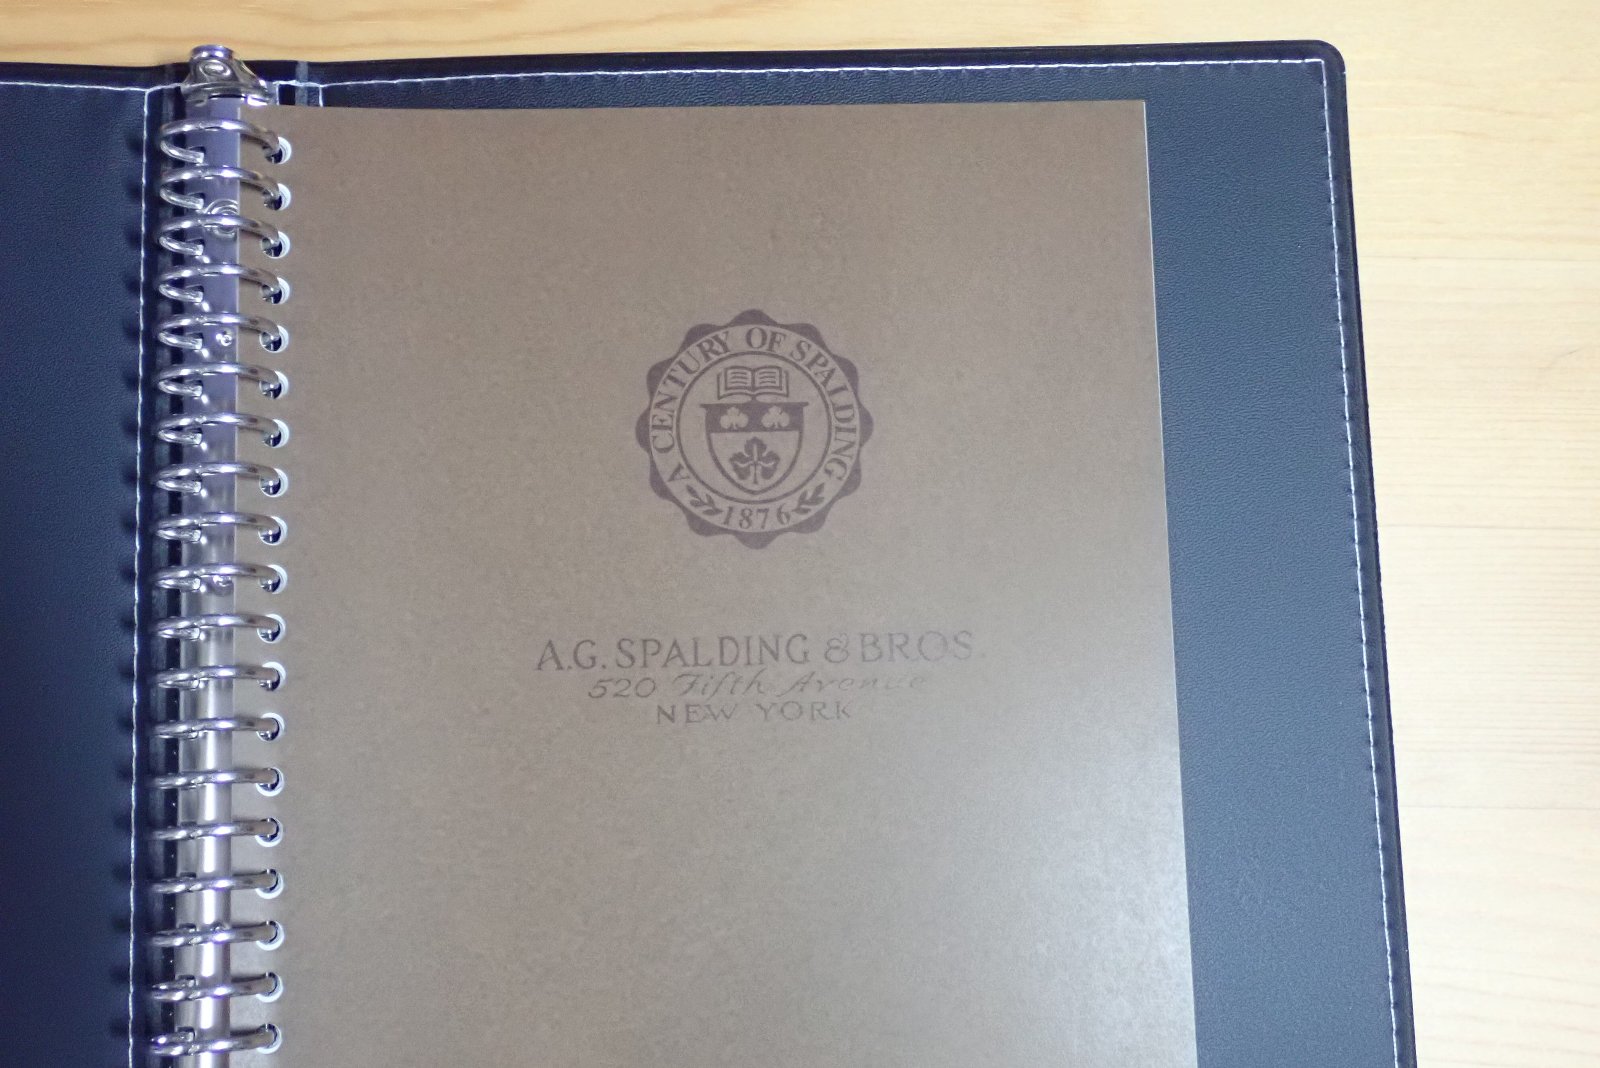 A CENTURY OF SPALDING
1876
A.G. SPALDING & BROS.
520 Fifth Avenue
NEW YORK